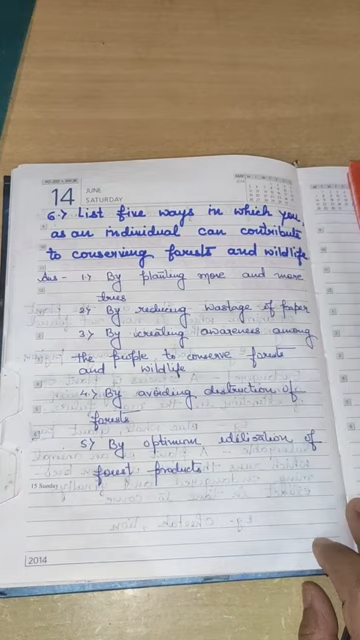 14
JUNE
SATURDAY
6.> List five ways in which you
as an individual can contribute
to conserving forests and wildlife
Ans - 1.> By planting more and more
trees
2.> By reducing wastage of paper
3.> By creating awareness among
the people to conserve forests
and wildlife
4.> By avoiding destruction of
forests
5.> By optimum utilisation of
forest products
15 Sunday
2014